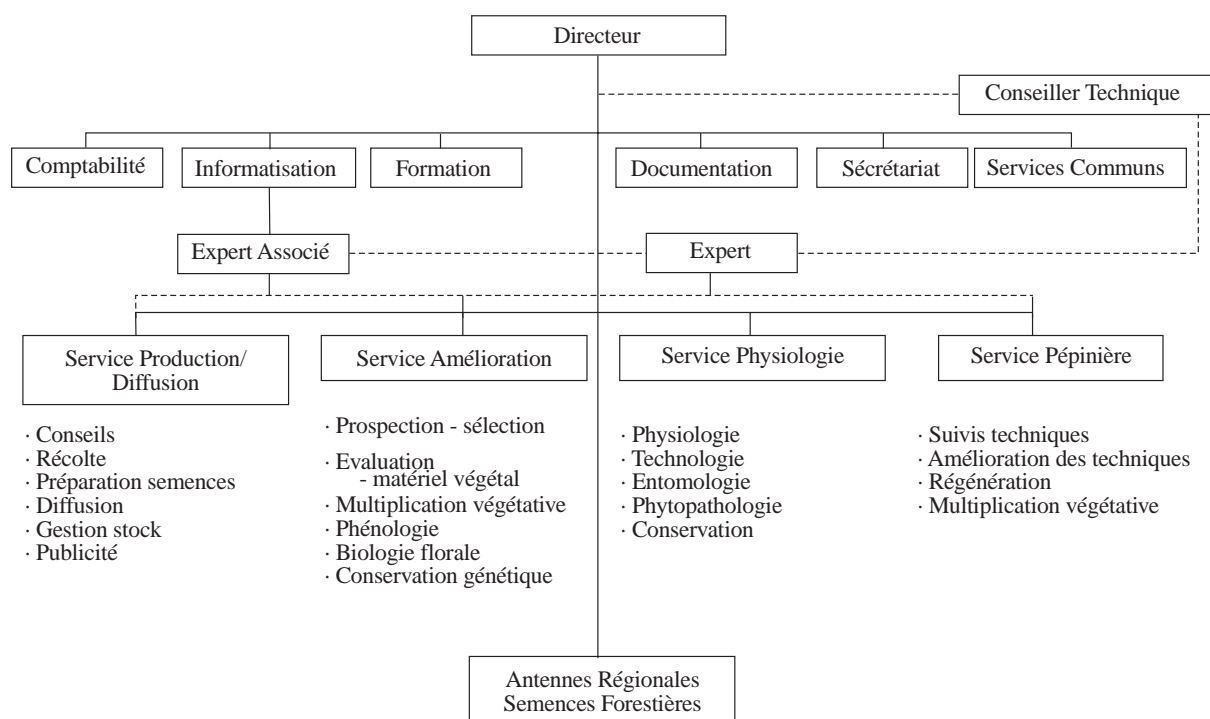 Directeur
Conseiller Technique
Comptabilité
Informatisation
Formation
Documentation
Sécrétariat
Services Communs
Expert Associé
Expert
Service Production/
Diffusion
· Conseils
· Récolte
· Préparation semences
· Diffusion
· Gestion stock
· Publicité
Service Amélioration
· Prospection - sélection
· Evaluation
- matériel végétal
· Multiplication végétative
· Phénologie
· Biologie florale
· Conservation génétique
Service Physiologie
· Physiologie
· Technologie
· Entomologie
· Phytopathologie
· Conservation
Service Pépinière
· Suivis techniques
· Amélioration des techniques
· Régénération
· Multiplication végétative
Antennes Régionales
Semences Forestières